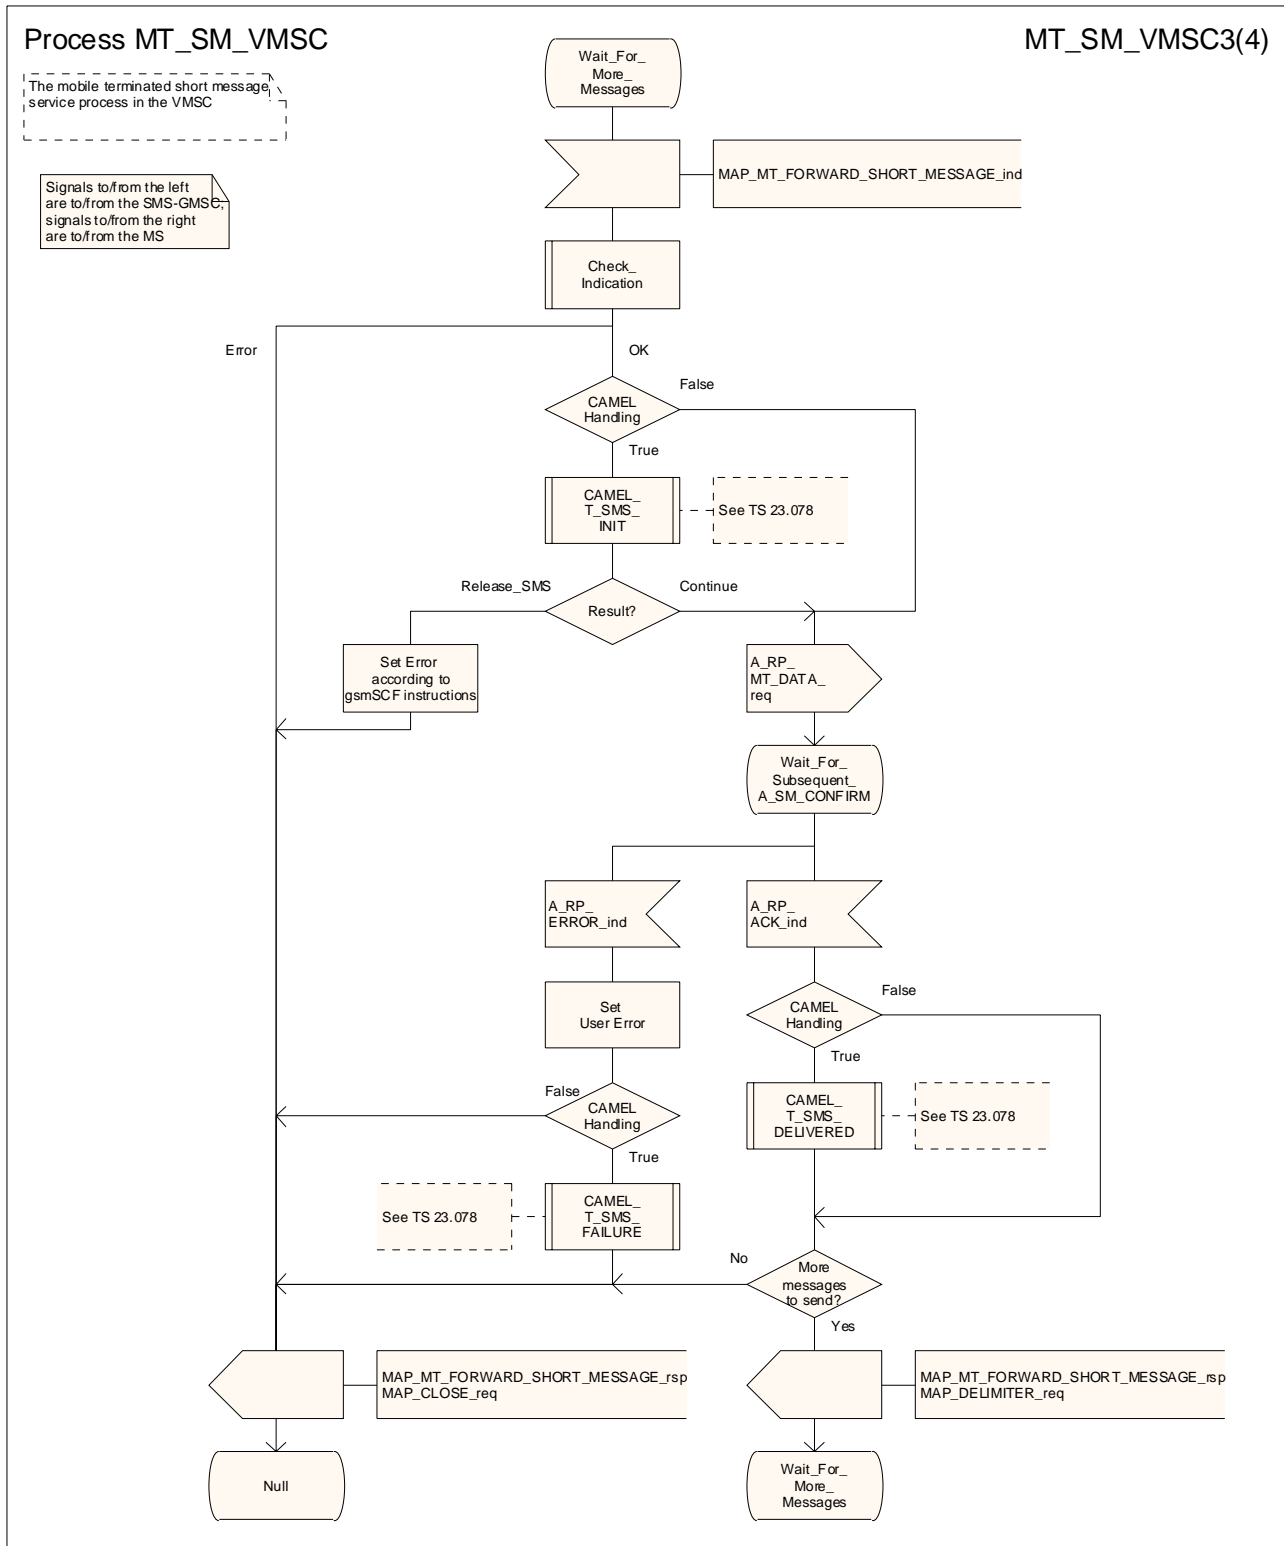 Process MT_SM_VMSC
MT_SM_VMSC3(4)
The mobile terminated short message
service process in the VMSC
Signals to/from the left
are to/from the SMS-GMSC;
signals to/from the right
are to/from the MS
Wait_For_
More_
Messages
MAP_MT_FORWARD_SHORT_MESSAGE_ind
Check_
Indication
Error
OK
CAMEL
Handling
False
True
CAMEL_
T_SMS_
INIT
See TS 23.078
Release_SMS
Result?
Continue
Set Error
according to
gsmSCF instructions
A_RP_
MT_DATA_
req
Wait_For_
Subsequent_
A_SM_CONFIRM
A_RP_
ERROR_ind
A_RP_
ACK_ind
Set
User Error
CAMEL
Handling
False
True
False
CAMEL
Handling
True
CAMEL_
T_SMS_
DELIVERED
See TS 23.078
See TS 23.078
CAMEL_
T_SMS_
FAILURE
No
More
messages
to send?
Yes
MAP_MT_FORWARD_SHORT_MESSAGE_rsp
MAP_CLOSE_req
MAP_MT_FORWARD_SHORT_MESSAGE_rsp
MAP_DELIMITER_req
Null
Wait_For_
More_
Messages